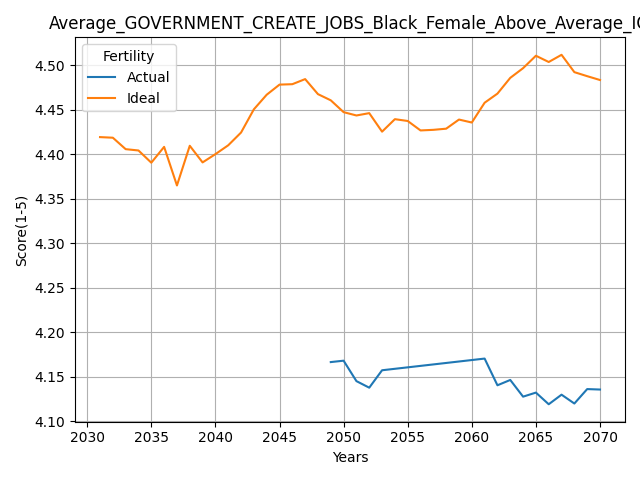 Average_GOVERNMENT_CREATE_JOBS_Black_Female_Above_Average_IQ
Fertility
Actual
Ideal
4.50
4.45
4.40
4.35
4.30
4.25
4.20
4.15
4.10
Score(1-5)
2030 2035 2040 2045 2050 2055 2060 2065 2070
Years